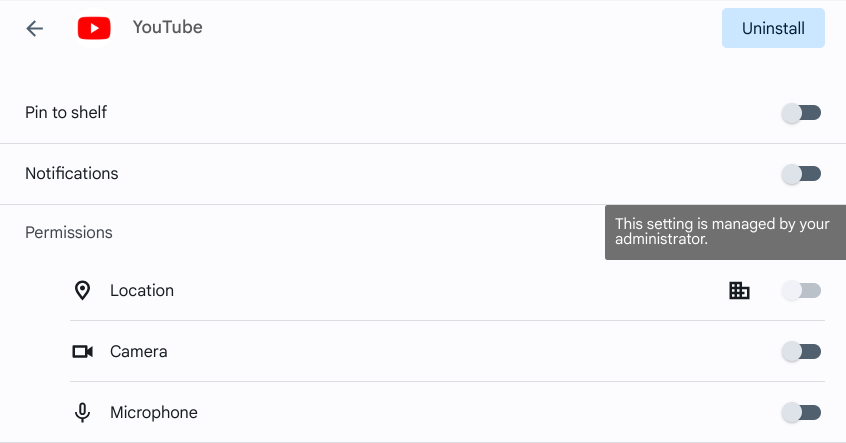 YouTube
Uninstall
Pin to shelf
Notifications
Permissions
This setting is managed by your
administrator.
Location
Camera
Microphone